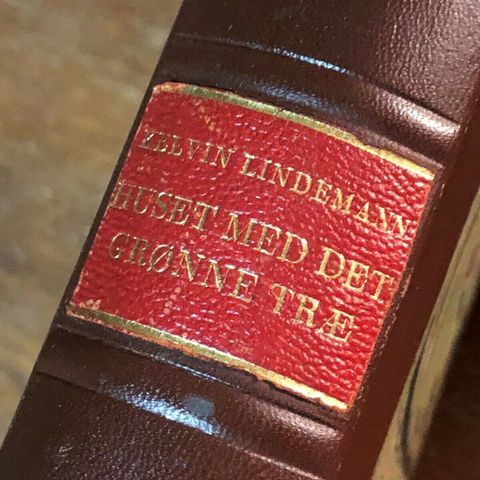 KELVIN LINDEMANN
HUSET MED DET
GRØNNE TRÆ